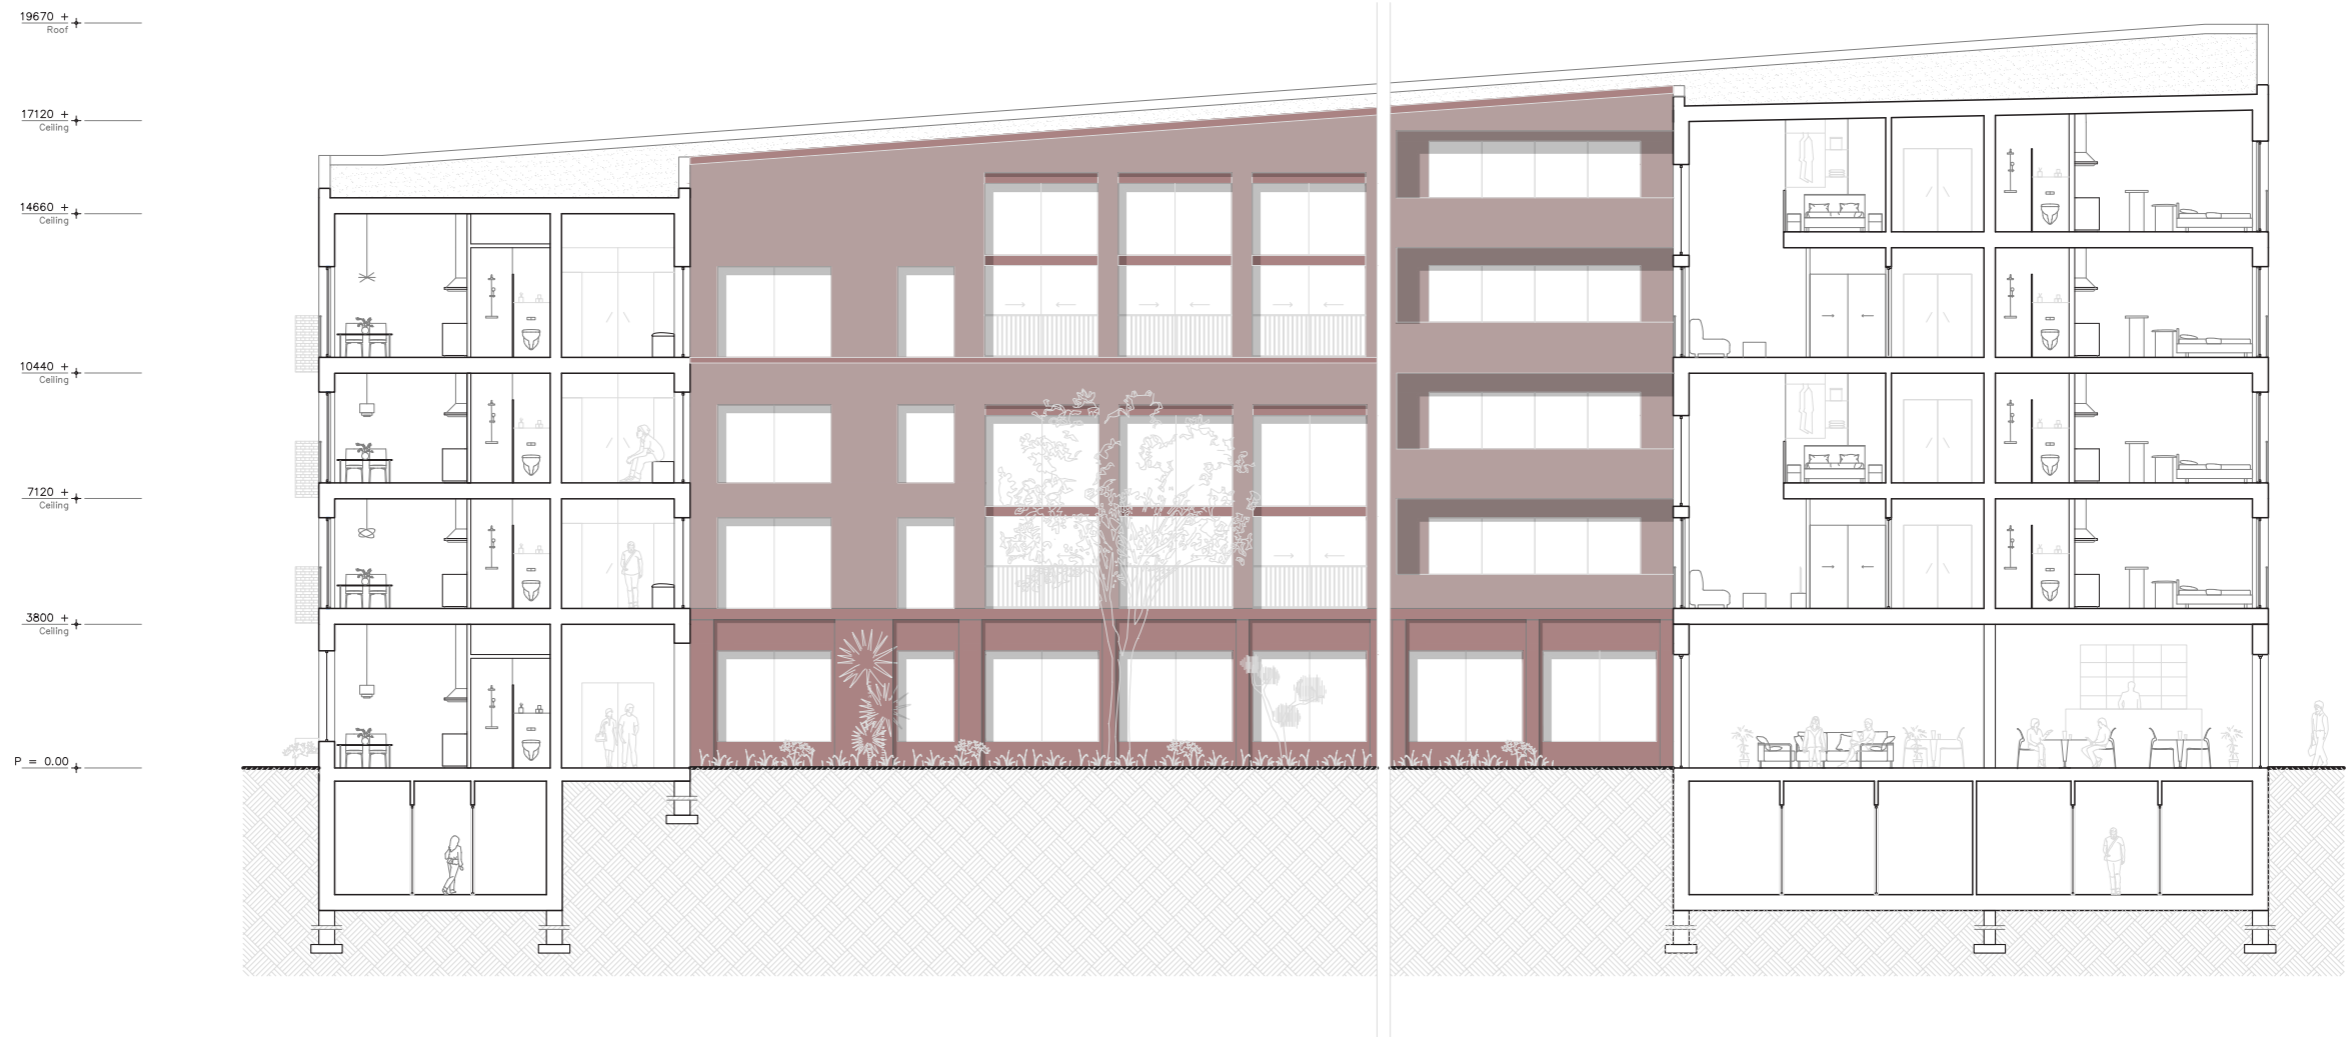 19670 +
Roof
17120 +
Ceiling
14660 +
Ceiling
10440 +
Ceiling
7120 +
Ceiling
3800 +
Ceiling
P = 0.00